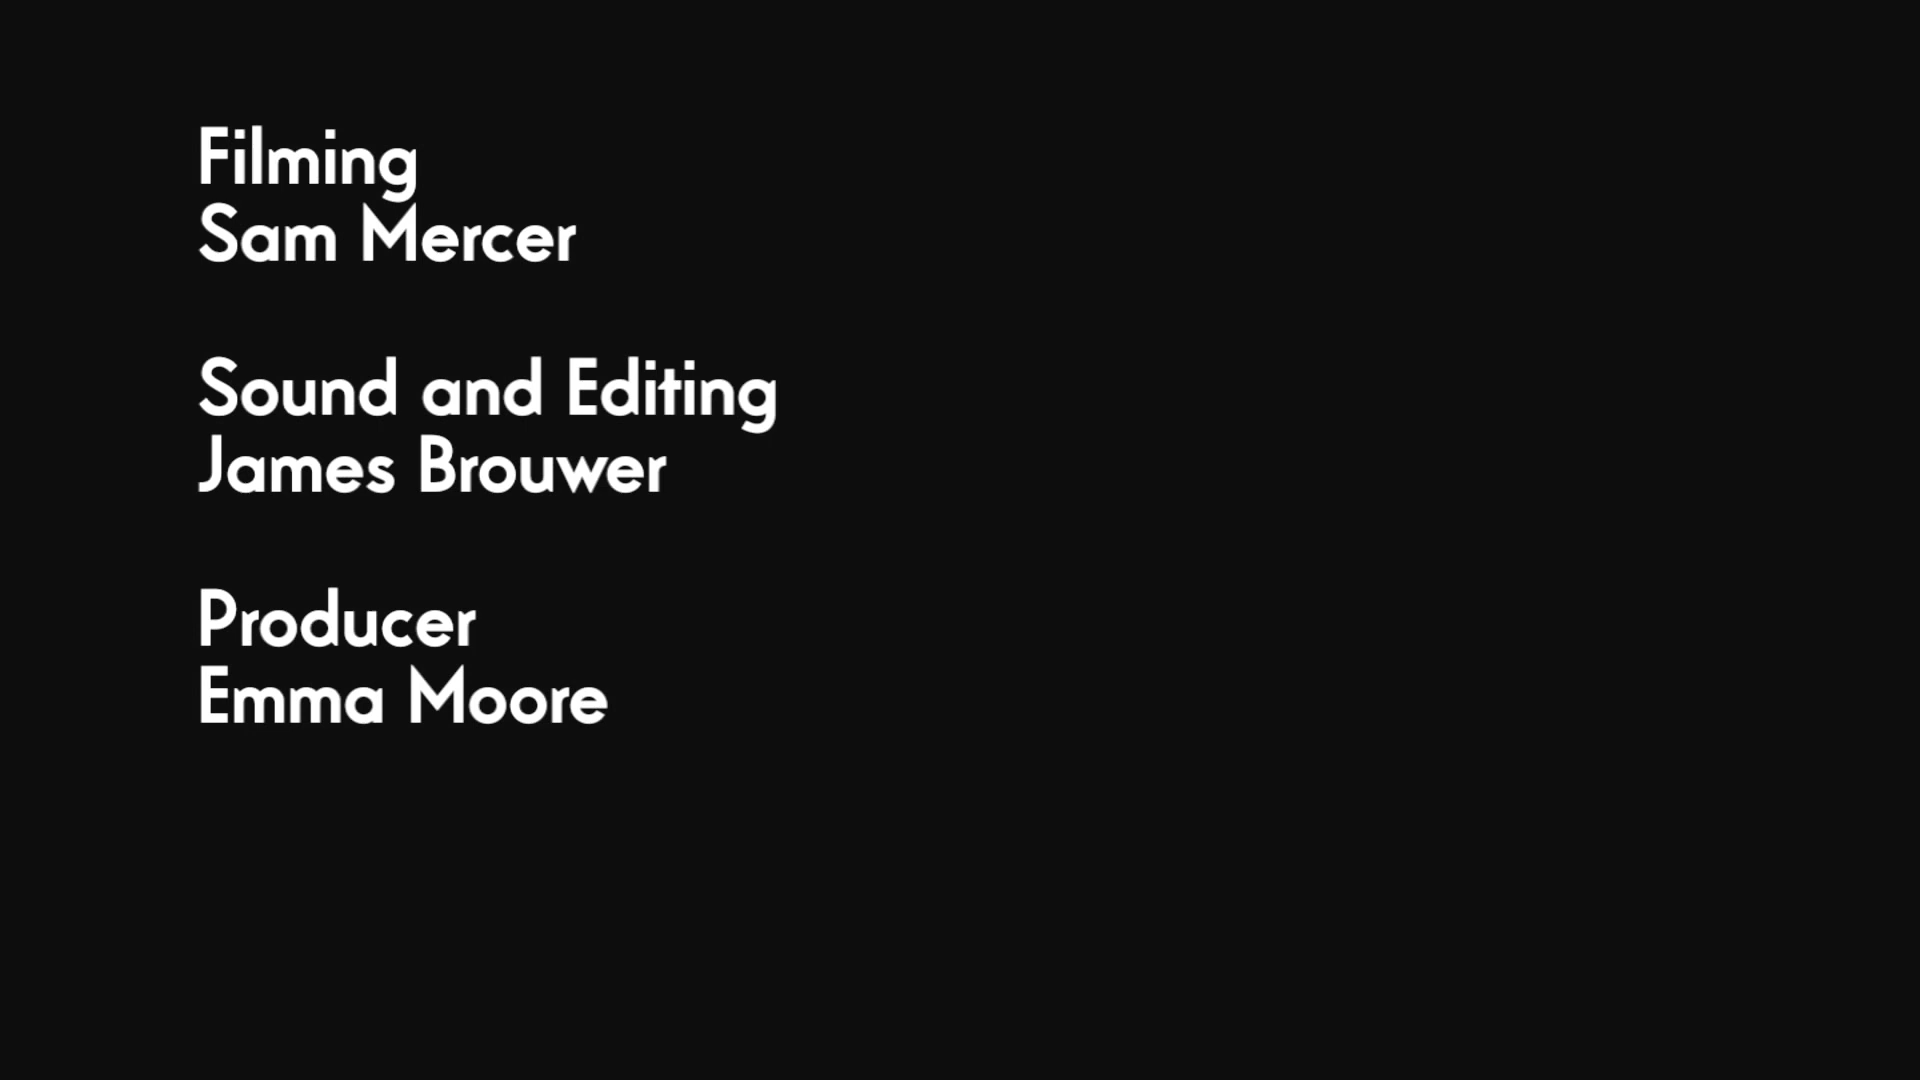 Filming
Sam Mercer
Sound and Editing
James Brouwer
Producer
Emma Moore